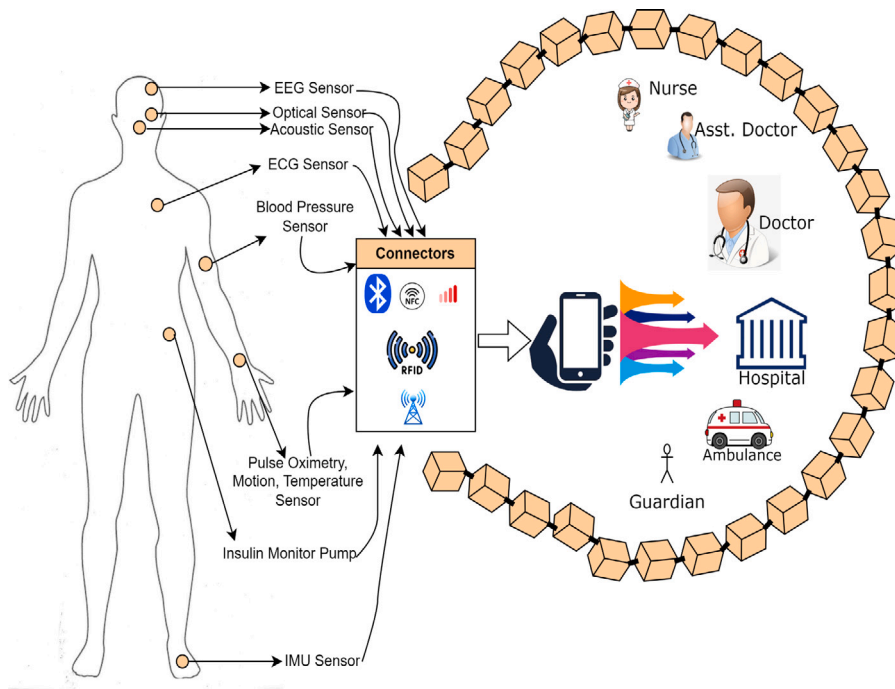 EEG Sensor
Optical Sensor
Acoustic Sensor
ECG Sensor
Blood Pressure
Sensor
Pulse Oximetry,
Motion, Temperature
Sensor
Insulin Monitor Pump
IMU Sensor
Connectors
NFC
RFID
Nurse
Asst. Doctor
Doctor
Hospital
Ambulance
Guardian